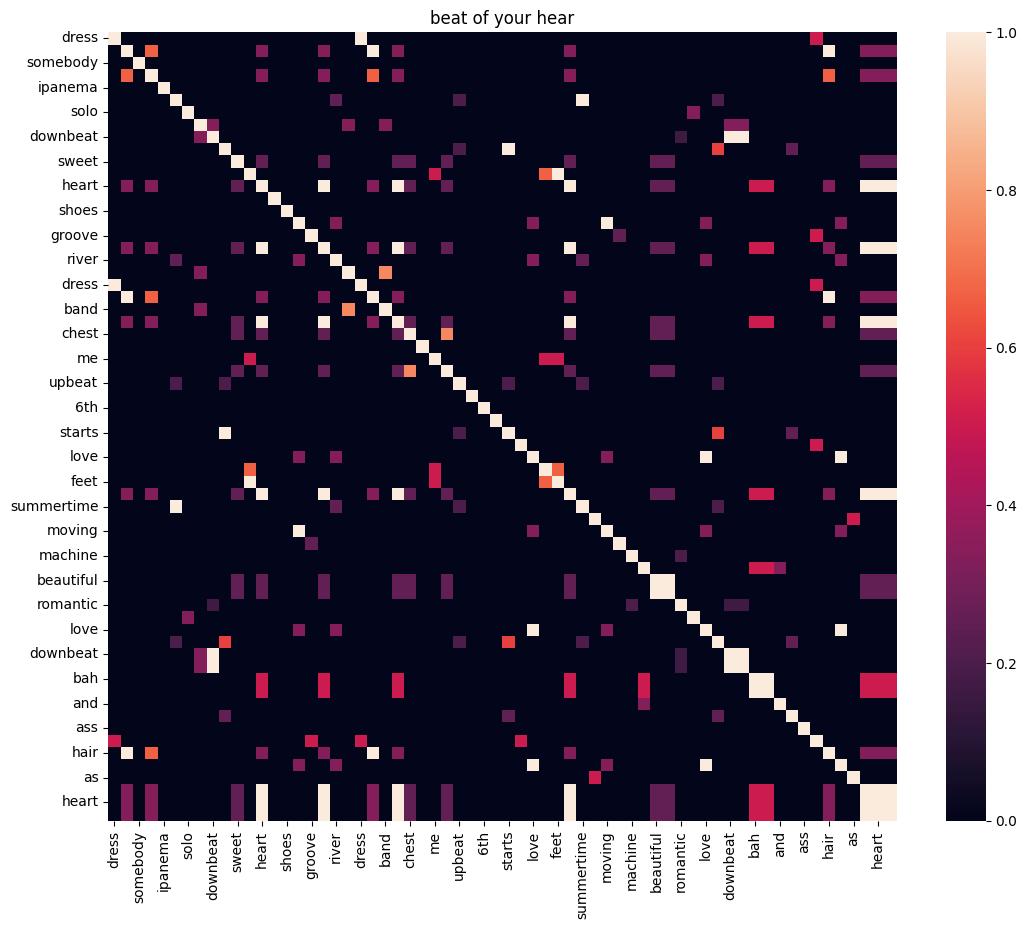 beat of your hear
dress
somebody
ipanema
solo
downbeat
sweet
heart
shoes
groove
river
dress
band
chest
me
upbeat
6th
starts
love
feet
summertime
moving
machine
beautiful
romantic
love
downbeat
bah
and
ass
hair
as
heart
dress
somebody
ipanema
solo
downbeat
sweet
heart
shoes
groove
river
dress
band
chest
me
upbeat
6th
starts
love
feet
summertime
moving
machine
beautiful
romantic
love
downbeat
bah
and
ass
hair
as
heart
1.0
0.8
0.6
0.4
0.2
0.0